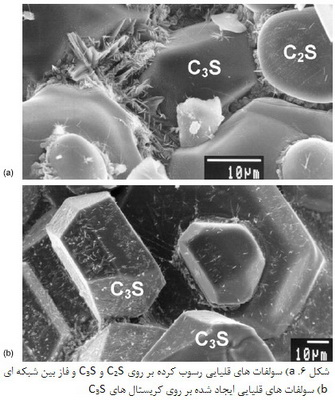 C₃S
C₂S
(a)
10µm
C₃S
C₃S
10µm
(b)
شکل ۶. a) سولفات های قلیایی رسوب کرده بر روی C₂S و C₃S و فاز بین شبکه ای
b) سولفات های قلیایی ایجاد شده بر روی کریستال های C₃S